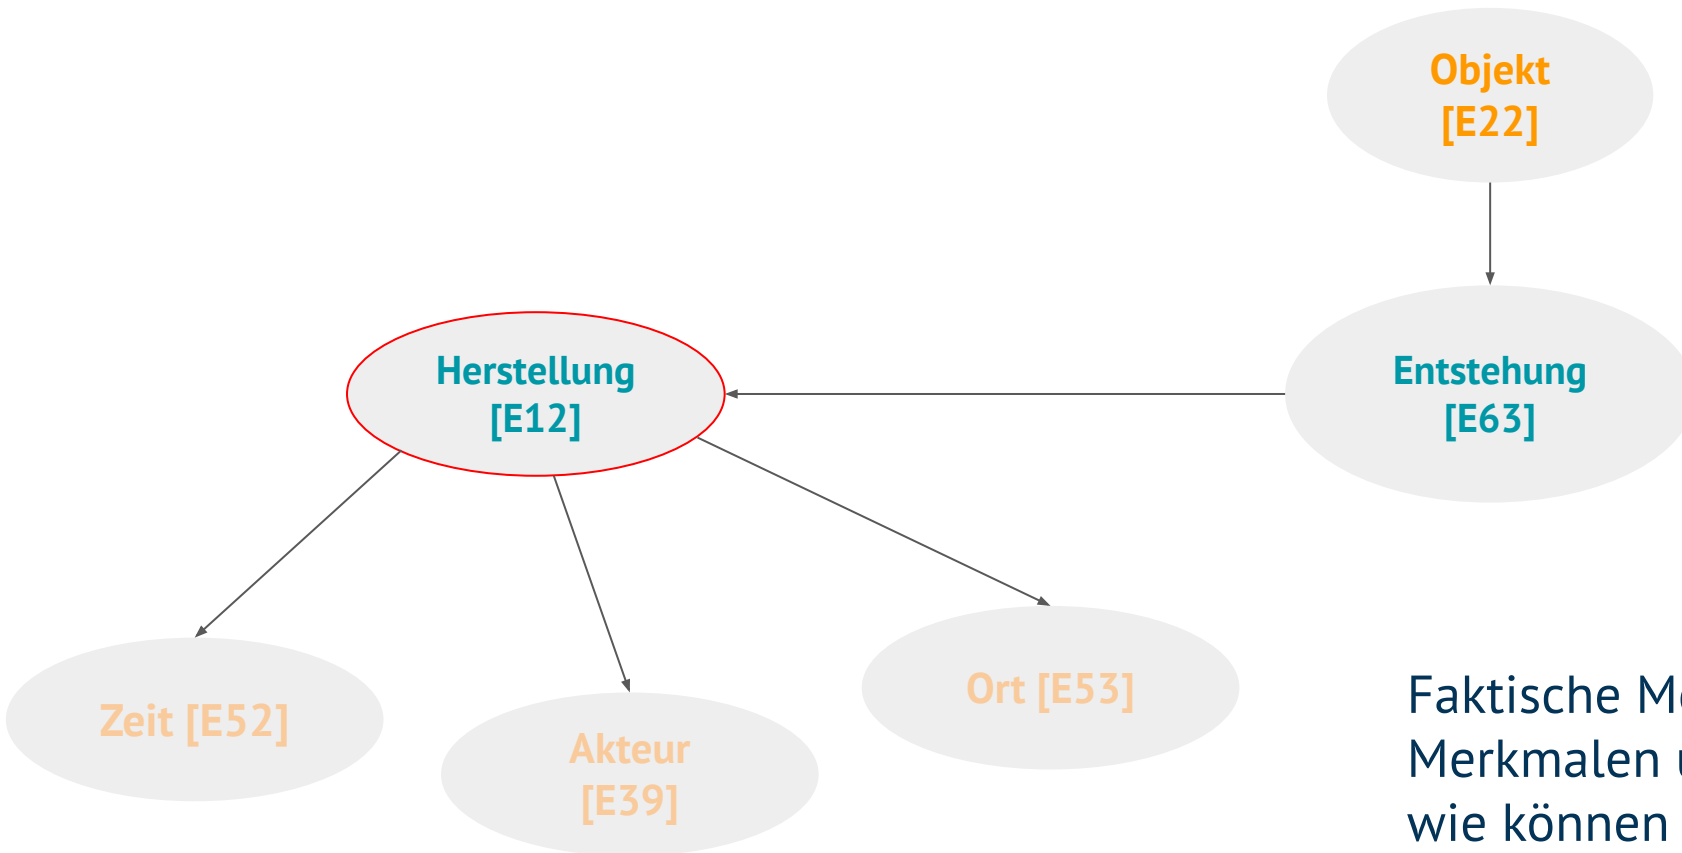 Objekt
[E22]
Herstellung
[E12]
Entstehung
[E63]
Zeit [E52]
Akteur
[E39]
Ort [E53]
Faktische
Merkmalen
wie können